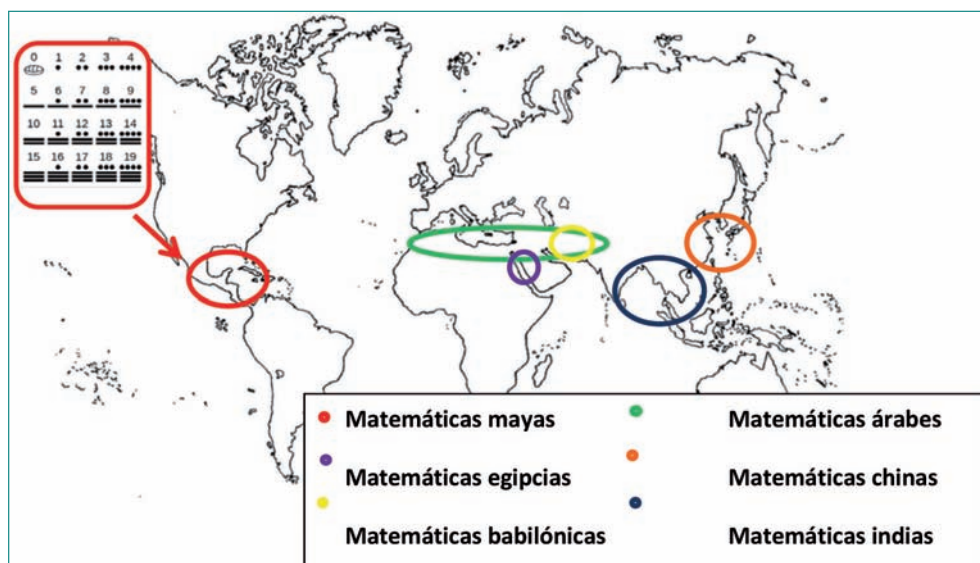 0 1 2 3 4
5 6 7 8 9
10 11 12 13 14
15 16 17 18 19
Matemáticas mayas
Matemáticas árabes
Matemáticas egipcias
Matemáticas chinas
Matemáticas babilónicas
Matemáticas indias